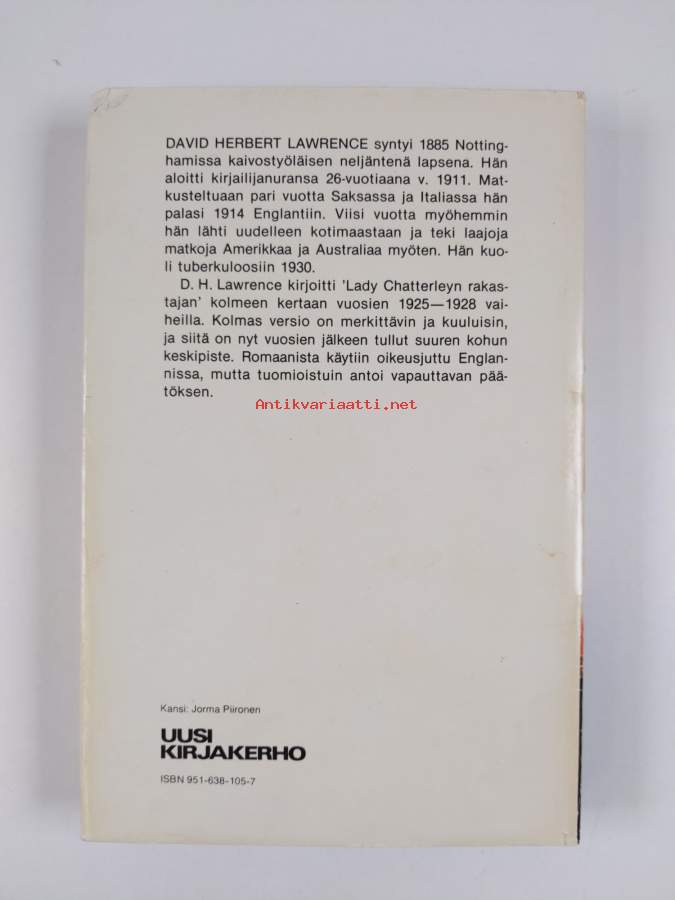 DAVID HERBERT LAWRENCE syntyi 1885 Notting-
hamissa kaivostyöläisen neljäntenä lapsena. Hän
aloitti kirjailijanuransa 26-vuotiaana v. 1911. Mat-
kusteltuaan pari vuotta Saksassa ja Italiassa hän
palasi 1914 Englantiin. Viisi vuotta myöhemmin
hän lähti uudelleen kotimaastaan ja teki laajoja
matkoja Amerikkaa ja Australiaa myöten. Hän kuo-
li tuberkuloosiin 1930.
D. H. Lawrence kirjoitti 'Lady Chatterleyn rakas-
tajan' kolmeen kertaan vuosien 1925—1928 vai-
heilla. Kolmas versio on merkittävin ja kuuluisin,
ja siitä on nyt vuosien jälkeen tullut suuren kohun
keskipiste. Romaanista käytiin oikeusjuttu Englan-
nissa, mutta tuomioistuin antoi vapauttavan pää-
töksen.
Antikvariaatti.net
Kansi: Jorma Piironen
UUSI
KIRJAKERHO
ISBN 951-638-105-7